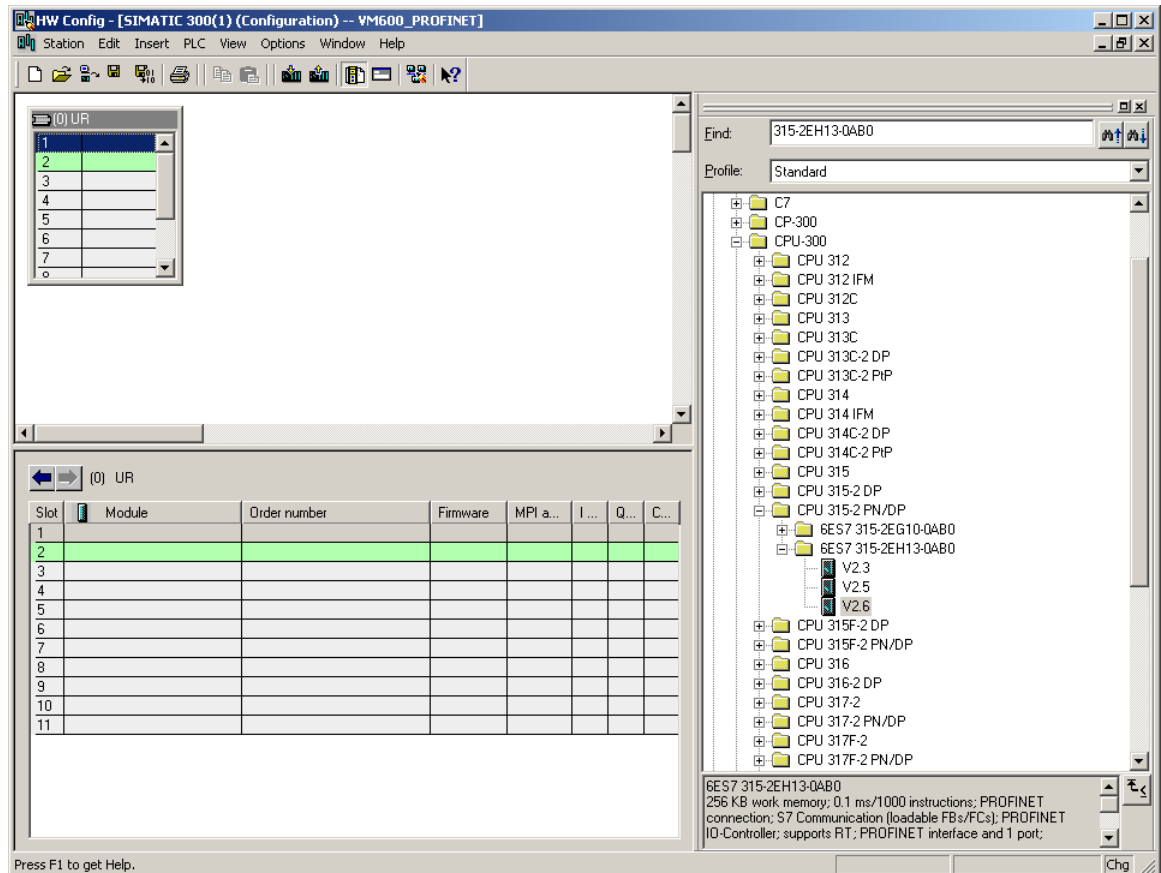 HW Config - [SIMATIC 300(1) (Configuration) -- VM600_PROFINET]
Station Edit Insert PLC View Options Window Help
(0) UR
1
2
3
4
5
6
7
8
Find: 315-2EH13-0AB0
Profile: Standard
C7
CP-300
CPU-300
CPU 312
CPU 312 IFM
CPU 312C
CPU 313
CPU 313C
CPU 313C-2 DP
CPU 313C-2 PtP
CPU 314
CPU 314 IFM
CPU 314C-2 DP
CPU 314C-2 PtP
CPU 315
CPU 315-2 DP
CPU 315-2 PN/DP
6ES7 315-2EG10-0AB0
6ES7 315-2EH13-0AB0
V2.3
V2.5
V2.6
CPU 315F-2 DP
CPU 315F-2 PN/DP
CPU 316
CPU 316-2 DP
CPU 317-2
CPU 317-2 PN/DP
CPU 317F-2
CPU 317F-2 PN/DP
(0) UR
Slot Module Order number Firmware MPI a... I ... Q... C...
1
2
3
4
5
6
7
8
9
10
11
6ES7 315-2EH13-0AB0
256 KB work memory; 0.1 ms/1000 instructions; PROFINET
connection; S7 Communication (loadable FBs/FCs); PROFINET
IO-Controller; supports RT; PROFINET interface and 1 port;
Press F1 to get Help.
Chg